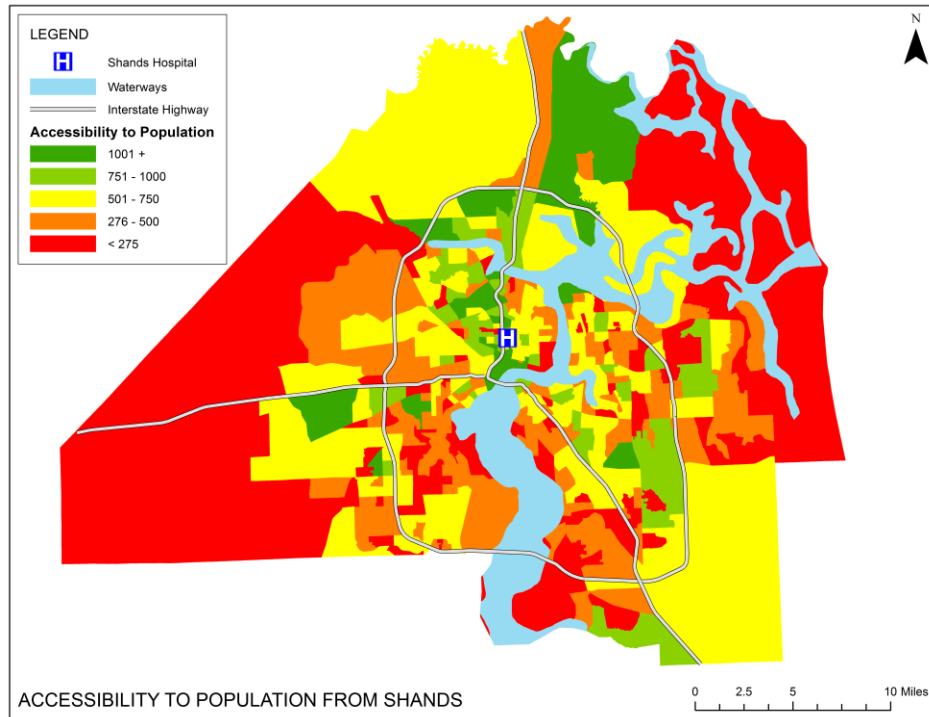 LEGEND
H Shands Hospital
Waterways
Interstate Highway
Accessibility to Population
1001 +
751 - 1000
501 - 750
276 - 500
< 275
N
H
ACCESSIBILITY TO POPULATION FROM SHANDS
0 2.5 5 10 Miles